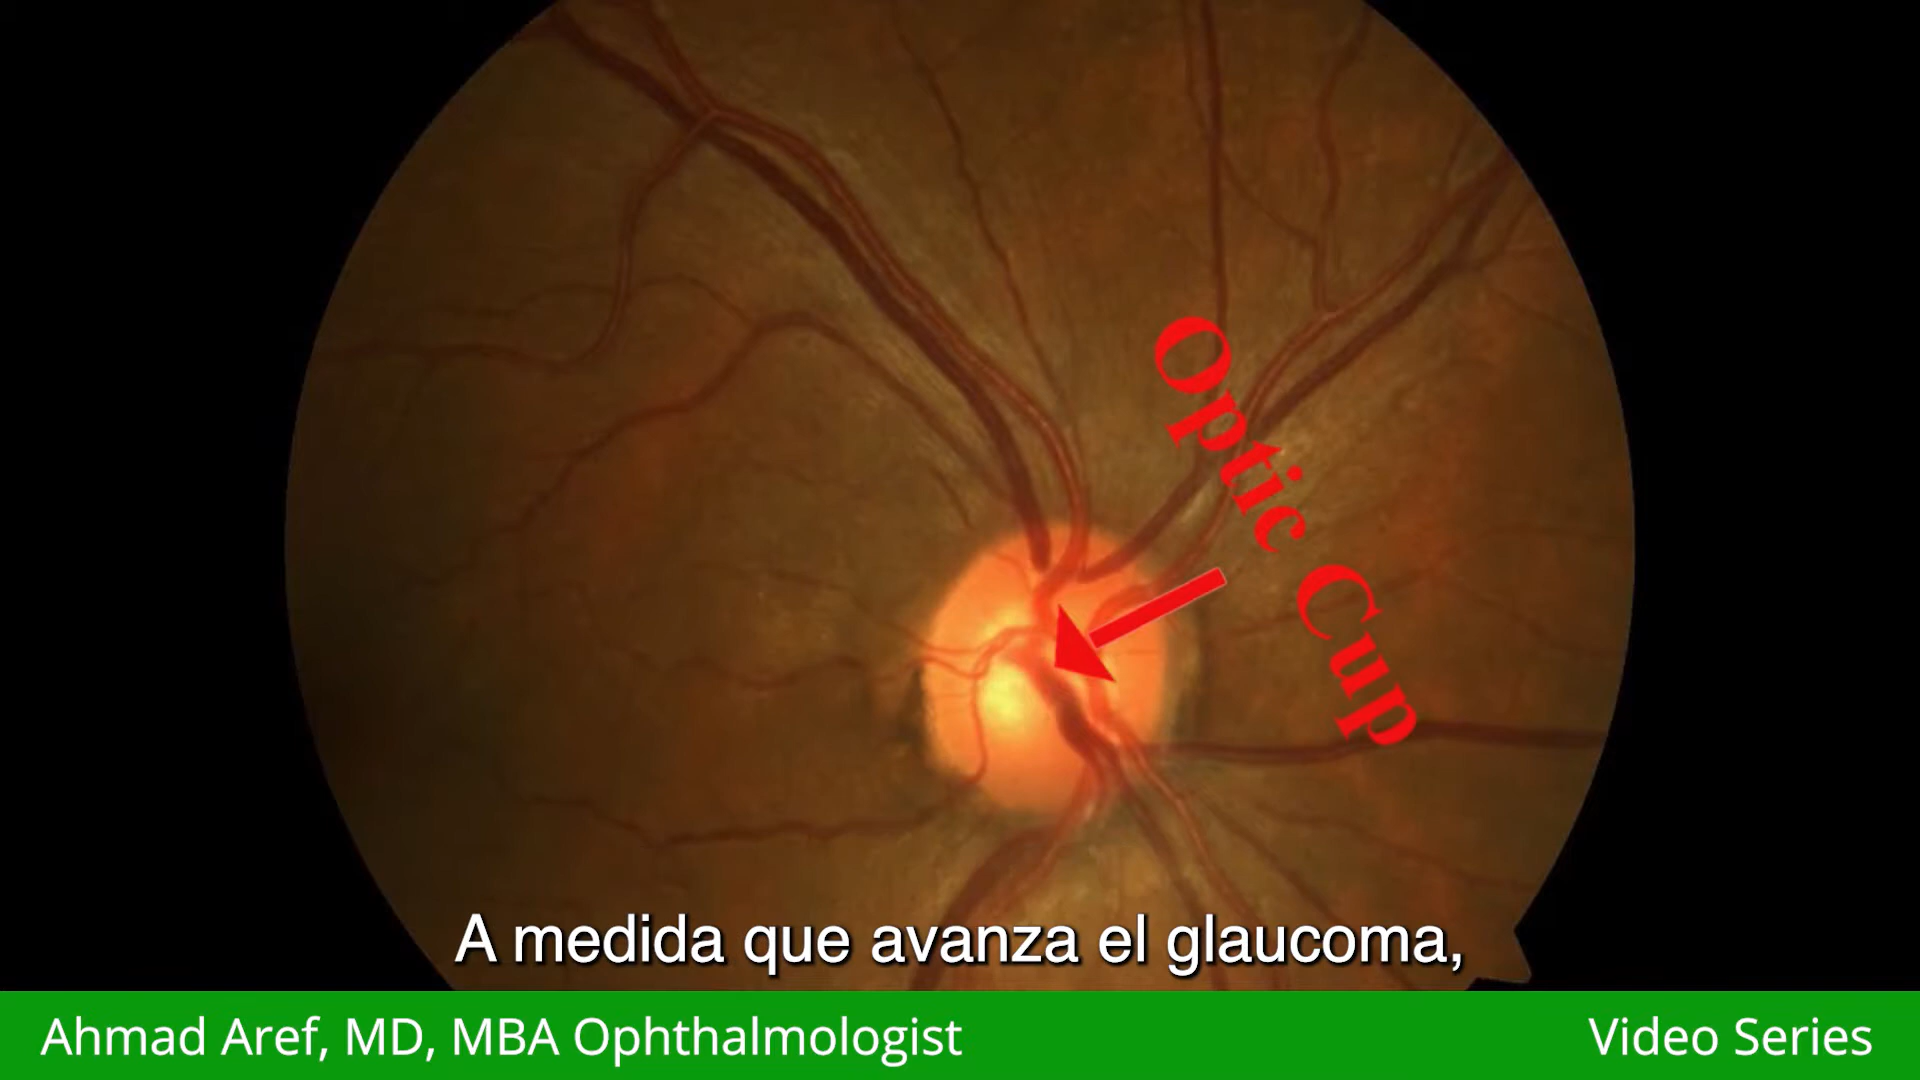 Optic Cup
A medida que avanza el glaucoma,
Ahmad Aref, MD, MBA Ophthalmologist
Video Series